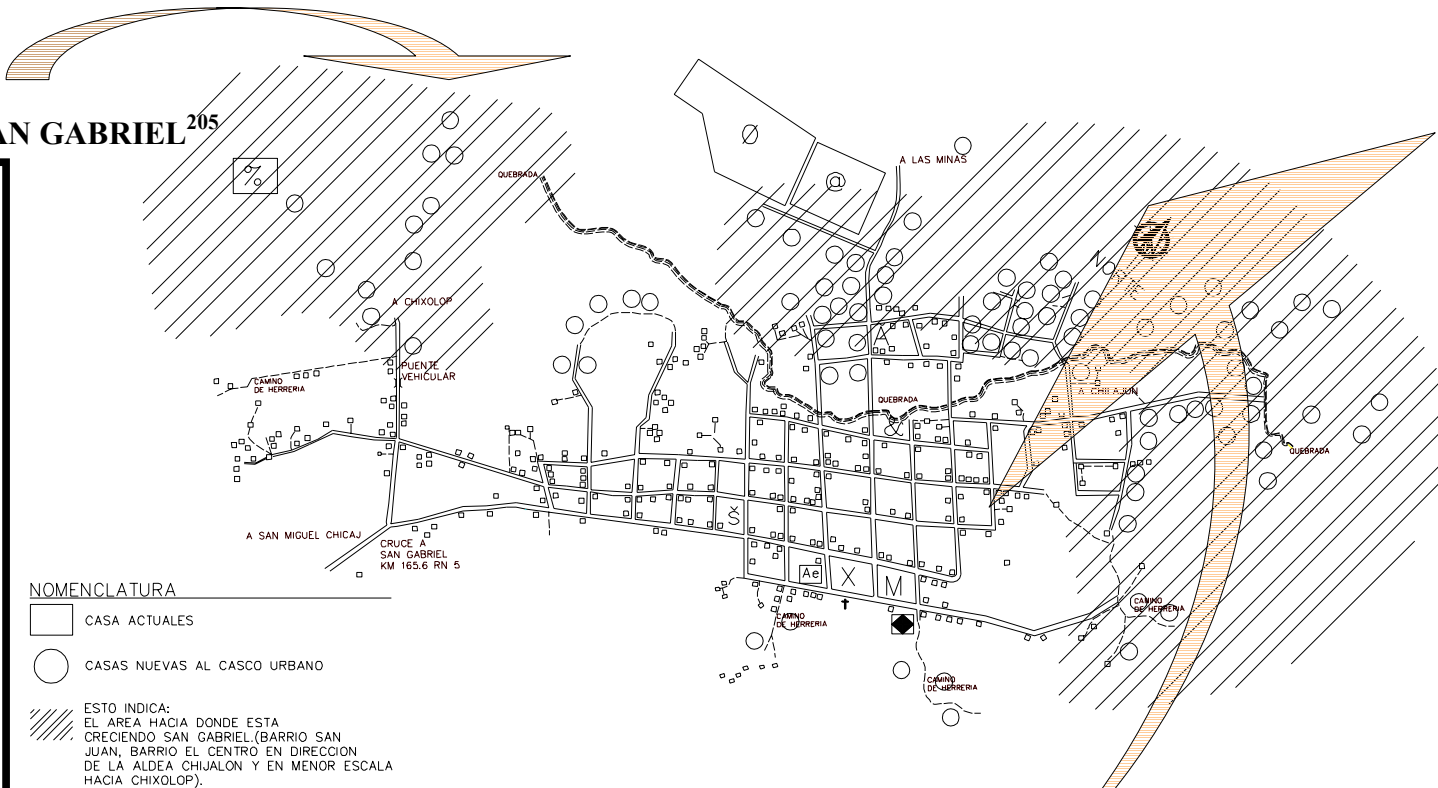 AN GABRIEL205
A LAS MINAS
QUEBRADA
A CHIXOLOP
PUENTE
VEHICULAR
CAMINO
DE HERRERIA
QUEBRADA
A
QUEBRADA
A SAN MIGUEL CHICAJ
CRUCE A
SAN GABRIEL
KM 165.6 RN 5
Š
Ae
X
M
CAMINO
DE HERRERIA
CAMINO
DE HERRERIA
CAMINO
DE HERRERIA
Ø
@
%
&
NOMENCLATURA
CASA ACTUALES
CASAS NUEVAS AL CASCO URBANO
ESTO INDICA:
EL AREA HACIA DONDE ESTA
CRECIENDO SAN GABRIEL.(BARRIO SAN
JUAN, BARRIO EL CENTRO EN DIRECCION
DE LA ALDEA CHIJALON Y EN MENOR ESCALA
HACIA CHIXOLOP).